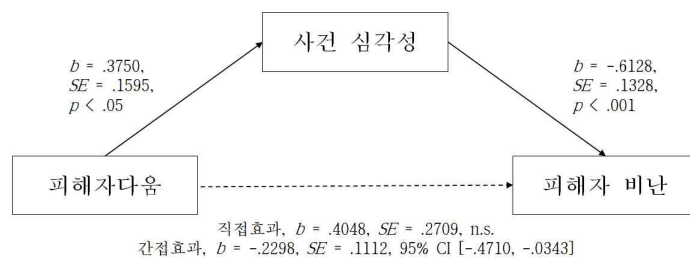 사건 심각성
b = .3750,
SE = .1595,
p < .05
b = -.6128,
SE = .1328,
p < .001
피해자다움
피해자 비난
직접효과, b = .4048, SE = .2709, n.s.
간접효과, b = -.2298, SE = .1112, 95% CI [-.4710, -.0343]